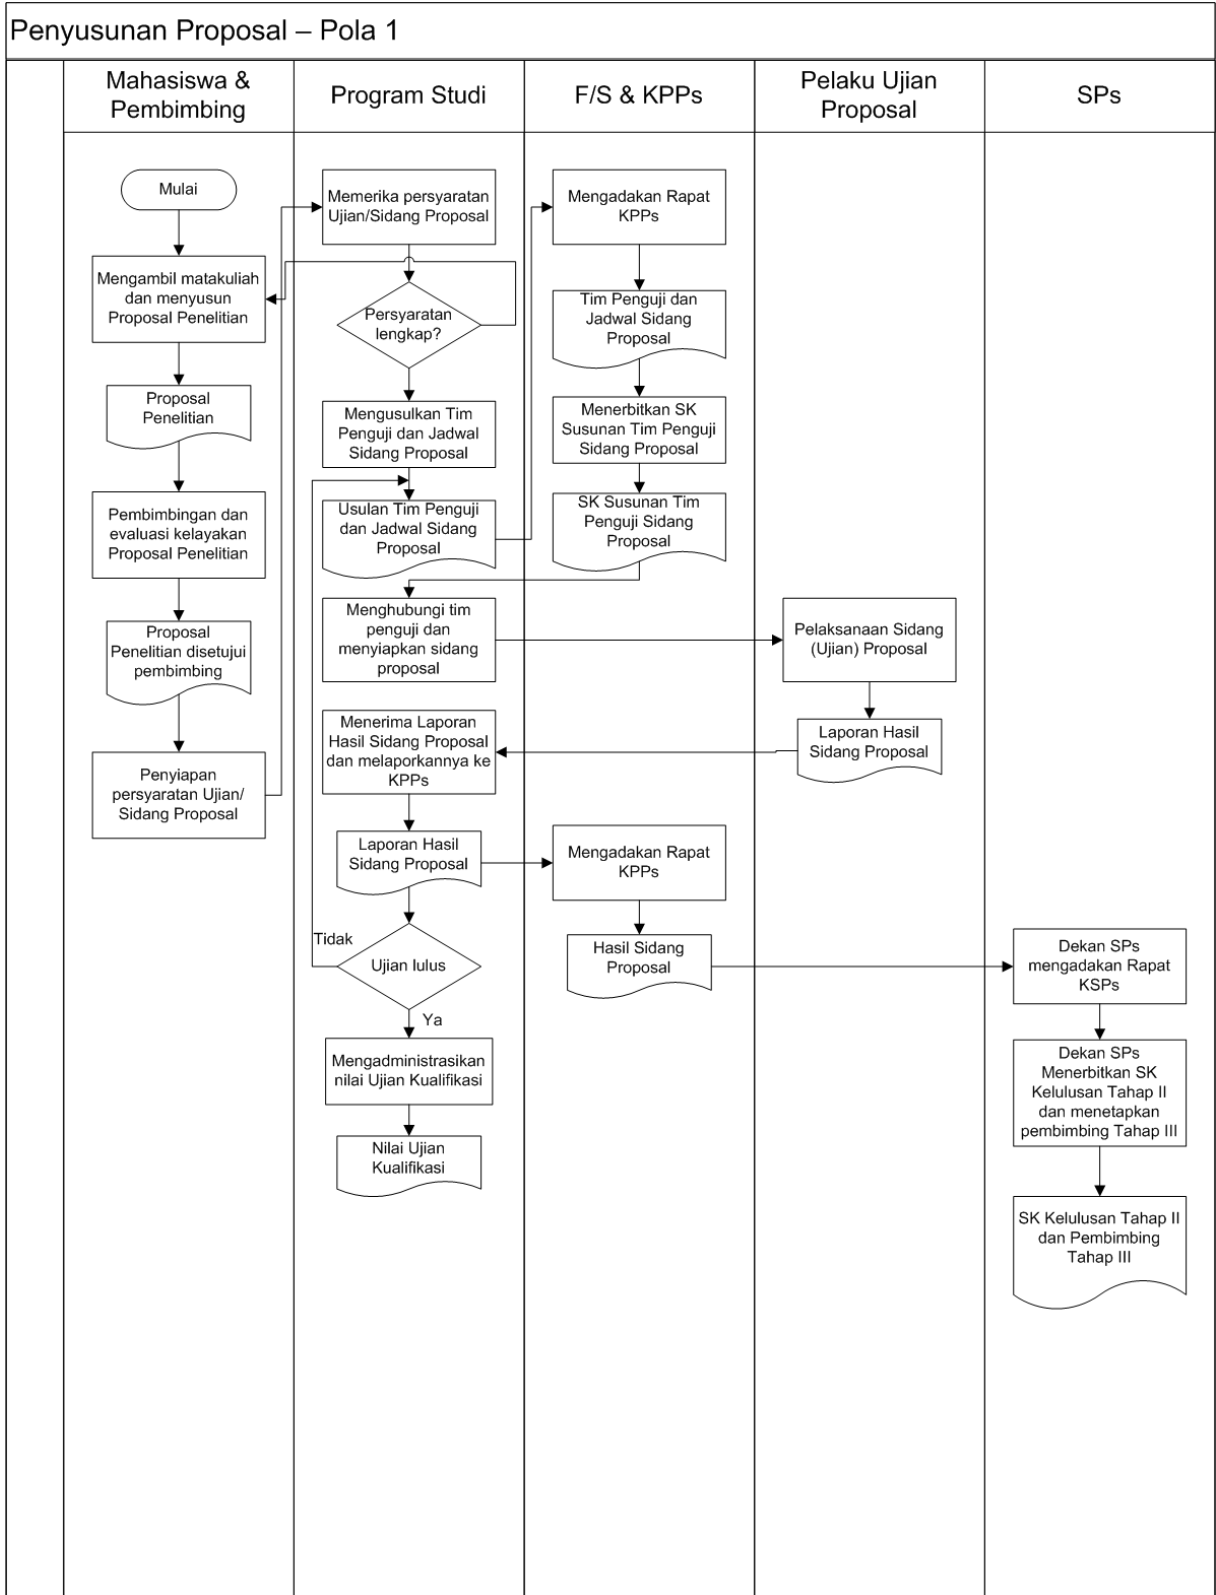 Penyusunan Proposal – Pola 1
Mahasiswa &
Pembimbing
Program Studi
F/S & KPPs
Pelaku Ujian
Proposal
SPs
Mulai
Mengambil matakuliah
dan menyusun
Proposal Penelitian
Proposal
Penelitian
Pembimbingan dan
evaluasi kelayakan
Proposal Penelitian
Proposal
Penelitian disetujui
pembimbing
Penyiapan
persyaratan Ujian/
Sidang Proposal
Memerika persyaratan
Ujian/Sidang Proposal
Persyaratan
lengkap?
Mengusulkan Tim
Penguji dan Jadwal
Sidang Proposal
Usulan Tim Penguji
dan Jadwal Sidang
Proposal
Menghubungi tim
penguji dan
menyiapkan sidang
proposal
Menerima Laporan
Hasil Sidang Proposal
dan melaporkannya ke
KPPs
Laporan Hasil
Sidang Proposal
Tidak
Ujian lulus
Ya
Mengadministrasikan
nilai Ujian Kualifikasi
Nilai Ujian
Kualifikasi
Mengadakan Rapat
KPPs
Tim Penguji dan
Jadwal Sidang
Proposal
Menerbitkan SK
Susunan Tim Penguji
Sidang Proposal
SK Susunan Tim
Penguji Sidang
Proposal
Mengadakan Rapat
KPPs
Hasil Sidang
Proposal
Pelaksanaan Sidang
(Ujian) Proposal
Laporan Hasil
Sidang Proposal
Dekan SPs
mengadakan Rapat
KSPs
Dekan SPs
Menerbitkan SK
Kelulusan Tahap II
dan menetapkan
pembimbing Tahap III
SK Kelulusan Tahap II
dan Pembimbing
Tahap III